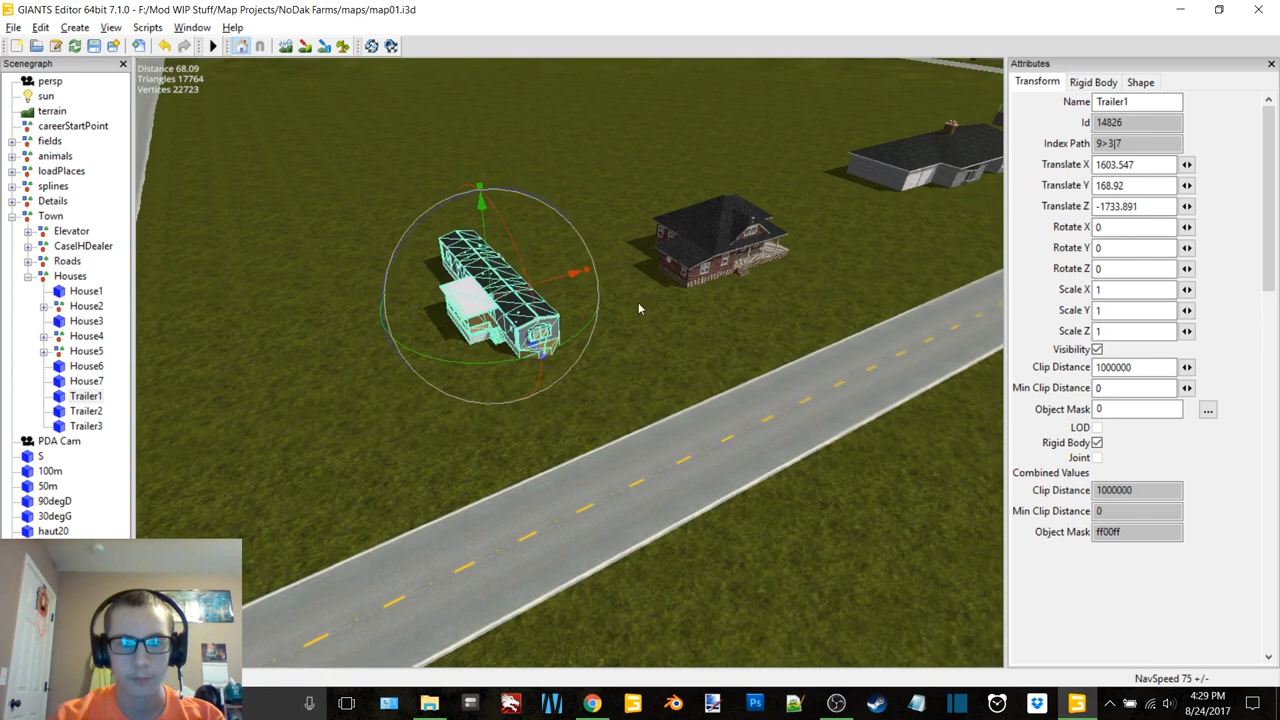 GIANTS Editor 64bit 7.1.0 - F:/Mod WIP Stuff/Map Projects/NoDak Farms/maps/map01.i3d
File Edit Create View Scripts Window Help
Scenegraph
persp
sun
terrain
careerStartPoint
fields
animals
loadPlaces
splines
Details
Town
Elevator
CaseIHDealer
Roads
Houses
House1
House2
House3
House4
House5
House6
House7
Trailer1
Trailer2
Trailer3
PDA Cam
S
100m
50m
90degD
30degG
haut20
Distance 68.09
Triangles 17764
Vertices 22723
Attributes
Transform Rigid Body Shape
Name Trailer1
Id 14826
Index Path 9>3|7
Translate X 1603.547
Translate Y 168.92
Translate Z -1733.891
Rotate X 0
Rotate Y 0
Rotate Z 0
Scale X 1
Scale Y 1
Scale Z 1
Visibility
Clip Distance 1000000
Min Clip Distance 0
Object Mask 0 ...
LOD
Rigid Body
Joint
Combined Values
Clip Distance 1000000
Min Clip Distance 0
Object Mask ff00ff
NavSpeed 75 +/-
4:29 PM
8/24/2017